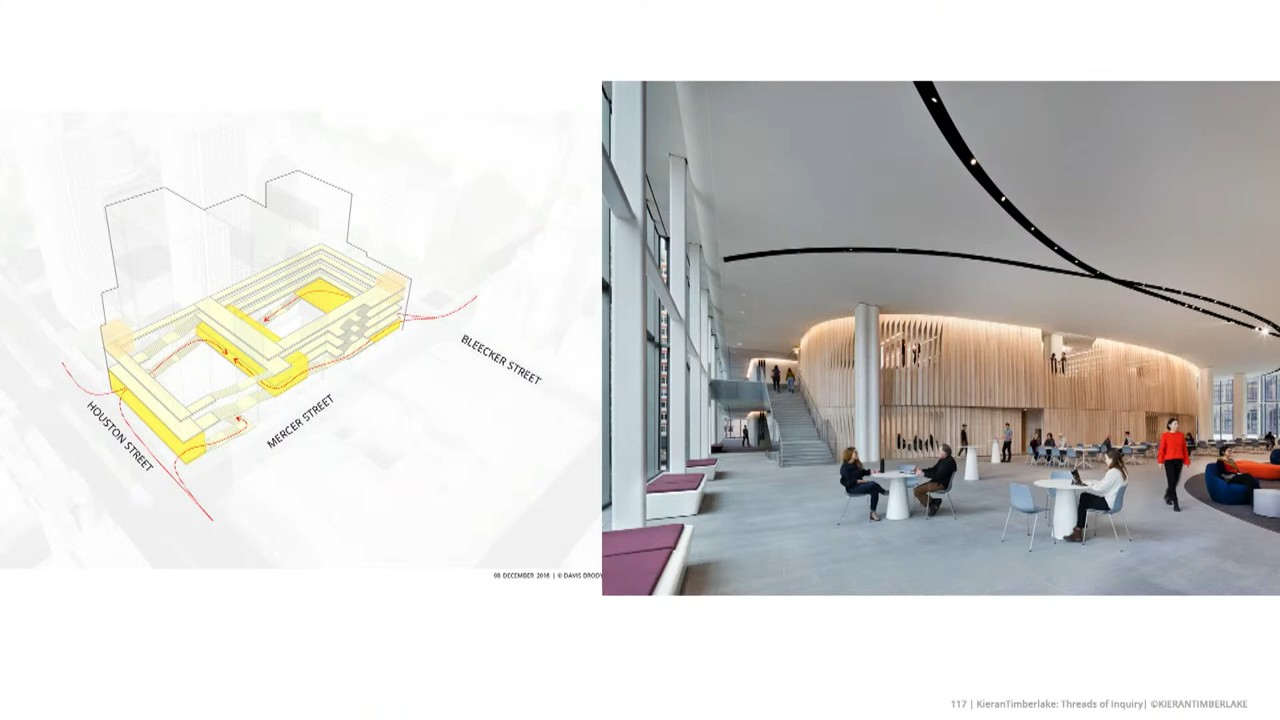 BLEECKER STREET
MERCER STREET
HOUSTON STREET
08 DECEMBER 2016 | © DAVIS BRODY
117 | KieranTimberlake: Threads of Inquiry| ©KIERANTIMBERLAKE